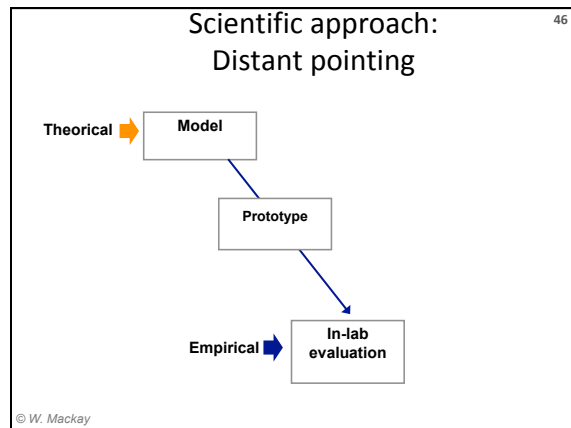 Scientific approach:
46
Distant pointing
Theorical
Model
Prototype
Empirical
In-lab
evaluation
© W. Mackay